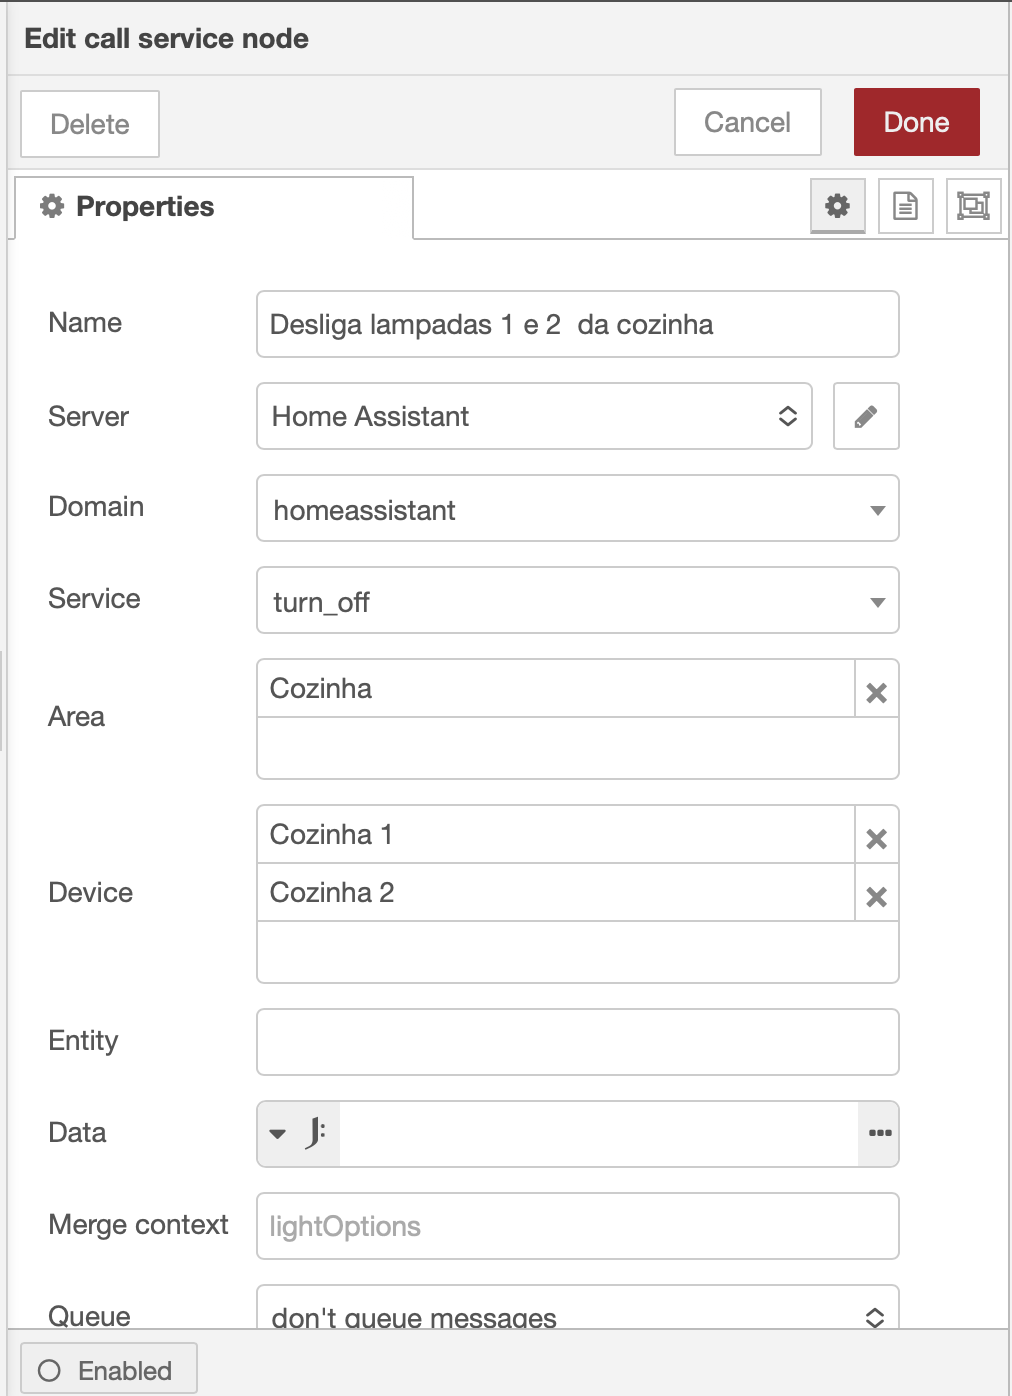 Edit call service node
Delete
Cancel
Done
Properties
Name
Desliga lampadas 1 e 2  da cozinha
Server
Home Assistant
Domain
homeassistant
Service
turn_off
Area
Cozinha
Device
Cozinha 1
Cozinha 2
Entity
Data
J:
Merge context
lightOptions
Queue
don't queue messages
Enabled